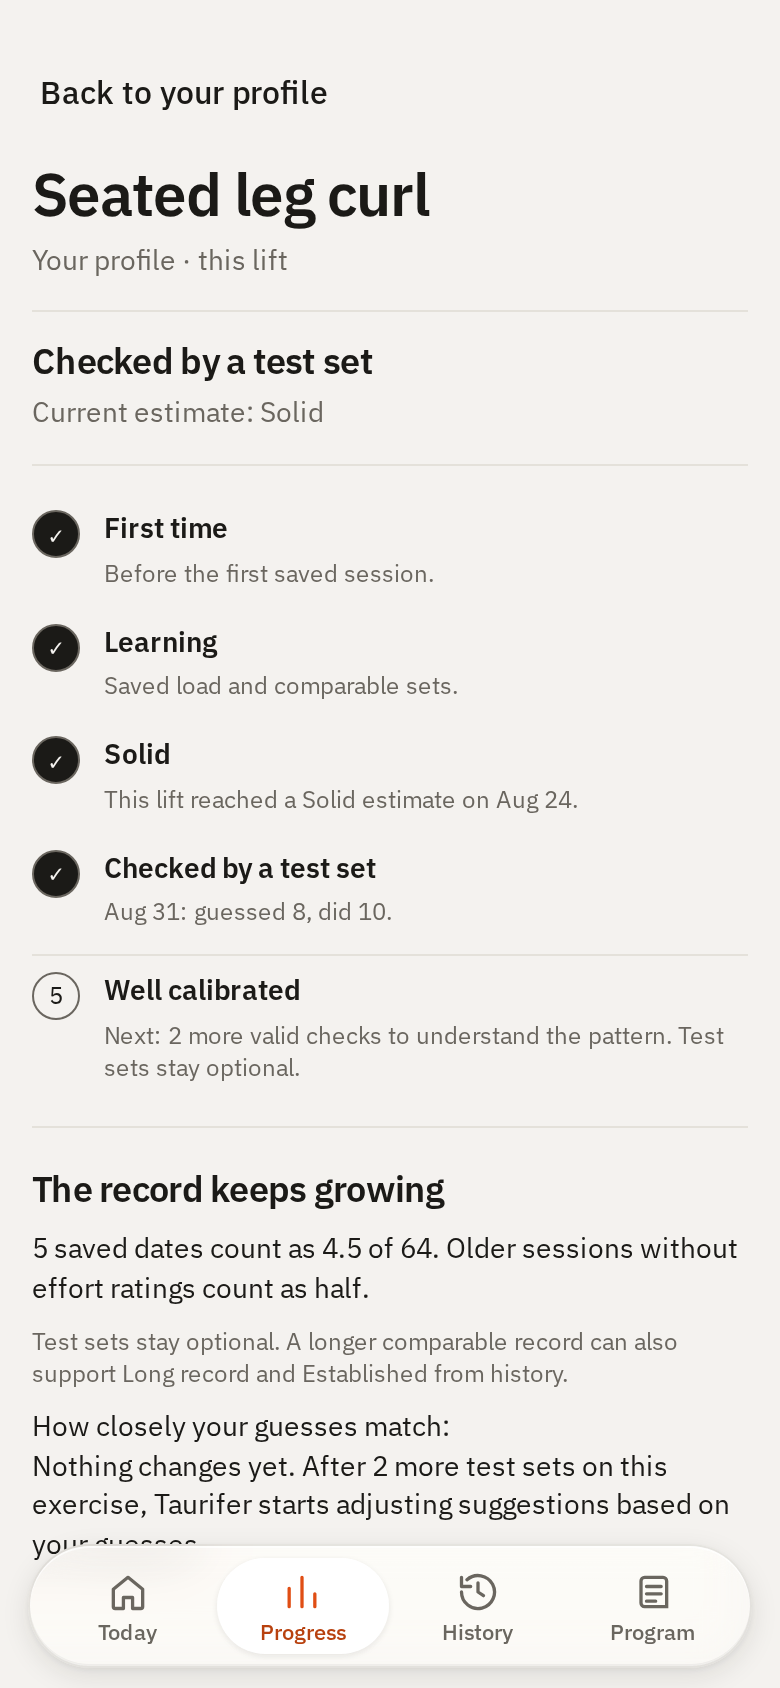 Back to your profile
Seated leg curl
Your profile · this lift
Checked by a test set
Current estimate: Solid
✓ First time
Before the first saved session.
✓ Learning
Saved load and comparable sets.
✓ Solid
This lift reached a Solid estimate on Aug 24.
✓ Checked by a test set
Aug 31: guessed 8, did 10.
5 Well calibrated
Next: 2 more valid checks to understand the pattern. Test
sets stay optional.
The record keeps growing
5 saved dates count as 4.5 of 64. Older sessions without
effort ratings count as half.
Test sets stay optional. A longer comparable record can also
support Long record and Established from history.
How closely your guesses match:
Nothing changes yet. After 2 more test sets on this
exercise, Taurifer starts adjusting suggestions based on
your guesses.
Today
Progress
History
Program